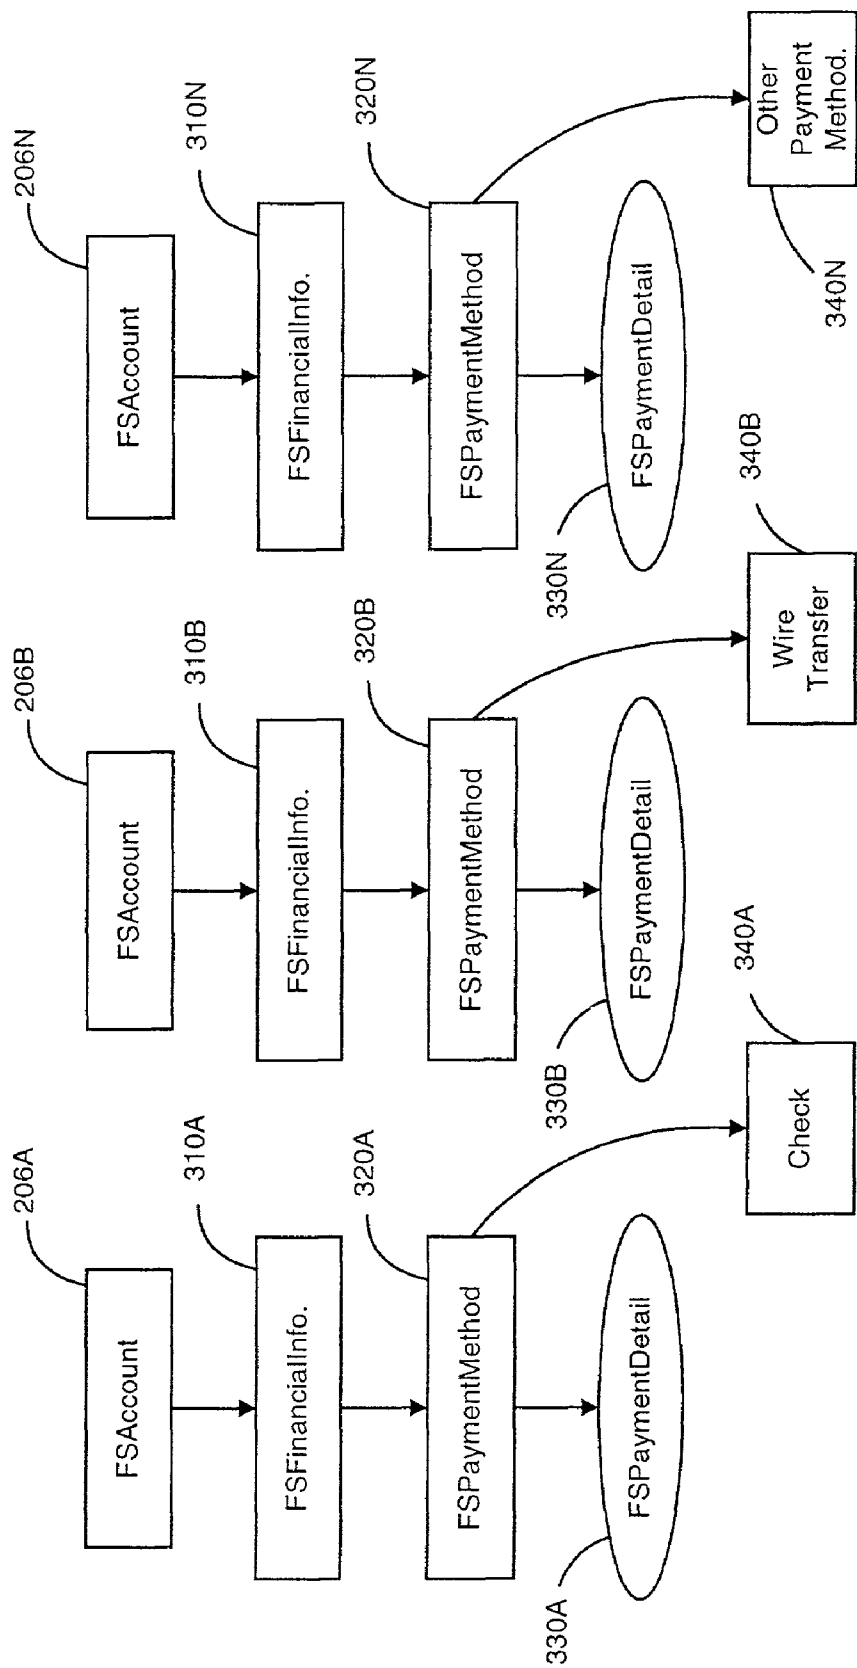 206A
FSAccount
310A
FSFinancialInfo.
320A
FSPaymentMethod
330A
FSPaymentDetail
340A
Check
206B
FSAccount
310B
FSFinancialInfo.
320B
FSPaymentMethod
330B
FSPaymentDetail
340B
Wire
Transfer
206N
FSAccount
310N
FSFinancialInfo.
320N
FSPaymentMethod
330N
FSPaymentDetail
340N
Other
Payment
Method.